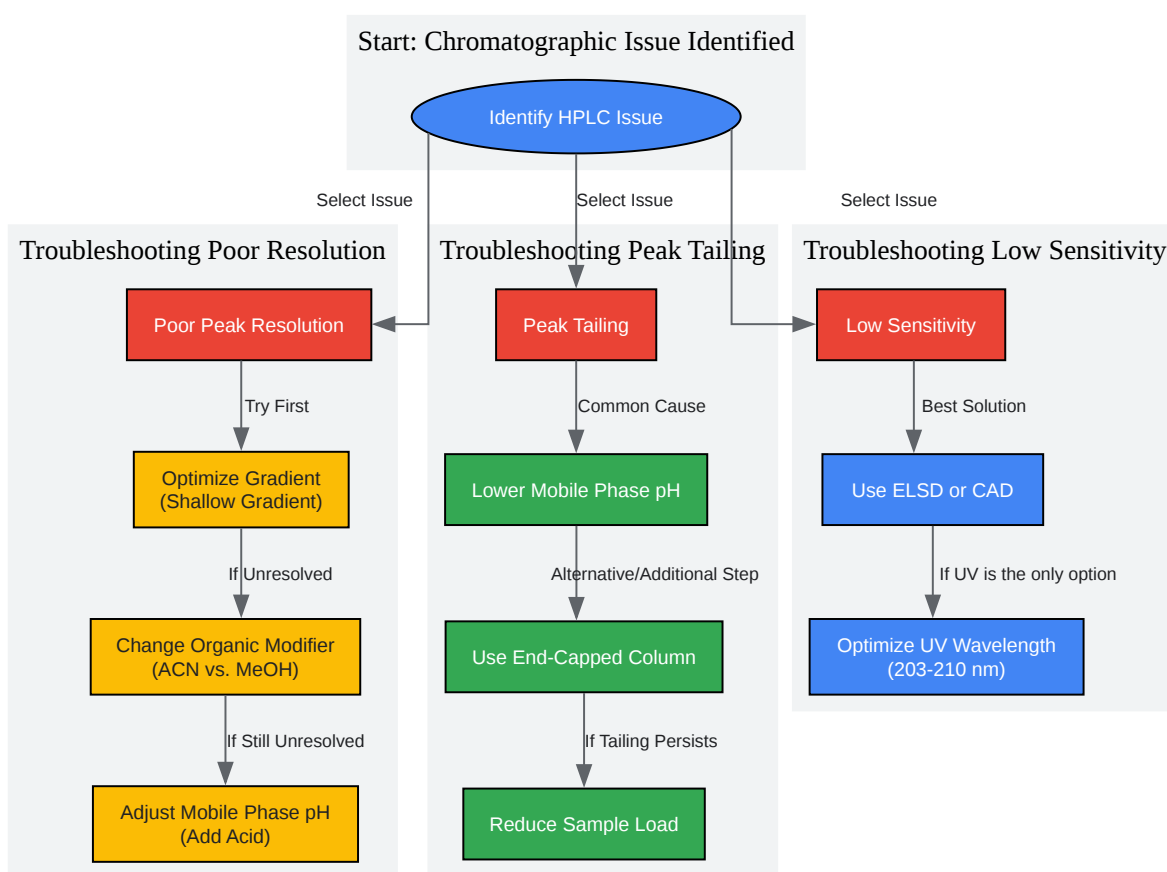 Start: Chromatographic Issue Identified
Identify HPLC Issue
Select Issue
Select Issue
Select Issue
Troubleshooting Poor Resolution
Poor Peak Resolution
Try First
Optimize Gradient
(Shallow Gradient)
If Unresolved
Change Organic Modifier
(ACN vs. MeOH)
If Still Unresolved
Adjust Mobile Phase pH
(Add Acid)
Troubleshooting Peak Tailing
Peak Tailing
Common Cause
Lower Mobile Phase pH
Alternative/Additional Step
Use End-Capped Column
If Tailing Persists
Reduce Sample Load
Troubleshooting Low Sensitivity
Low Sensitivity
Best Solution
Use ELSD or CAD
If UV is the only option
Optimize UV Wavelength
(203-210 nm)